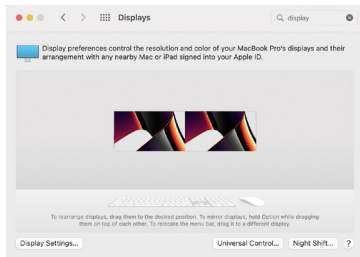 Displays
display
Display preferences control the resolution and color of your MacBook Pro's displays and their
arrangement with any nearby Mac or iPad signed into your Apple ID.
To rearrange displays, drag them to the desired position. To mirror displays, hold Option while dragging
them on top of each other. To relocate the menu bar, drag it to a different display.
Display Settings... Universal Control... Night Shift... ?